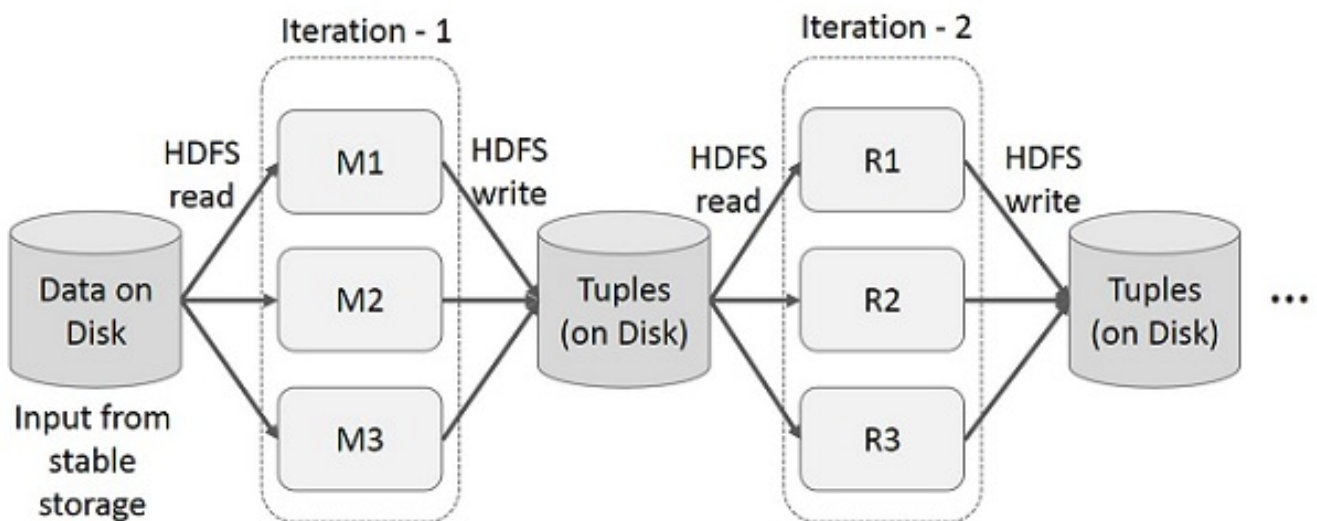 Iteration - 1
Iteration - 2
HDFS
read
M1
HDFS
write
HDFS
read
R1
HDFS
write
Data on
Disk
M2
Tuples
(on Disk)
R2
Tuples
(on Disk)
...
Input from
stable
storage
M3
R3